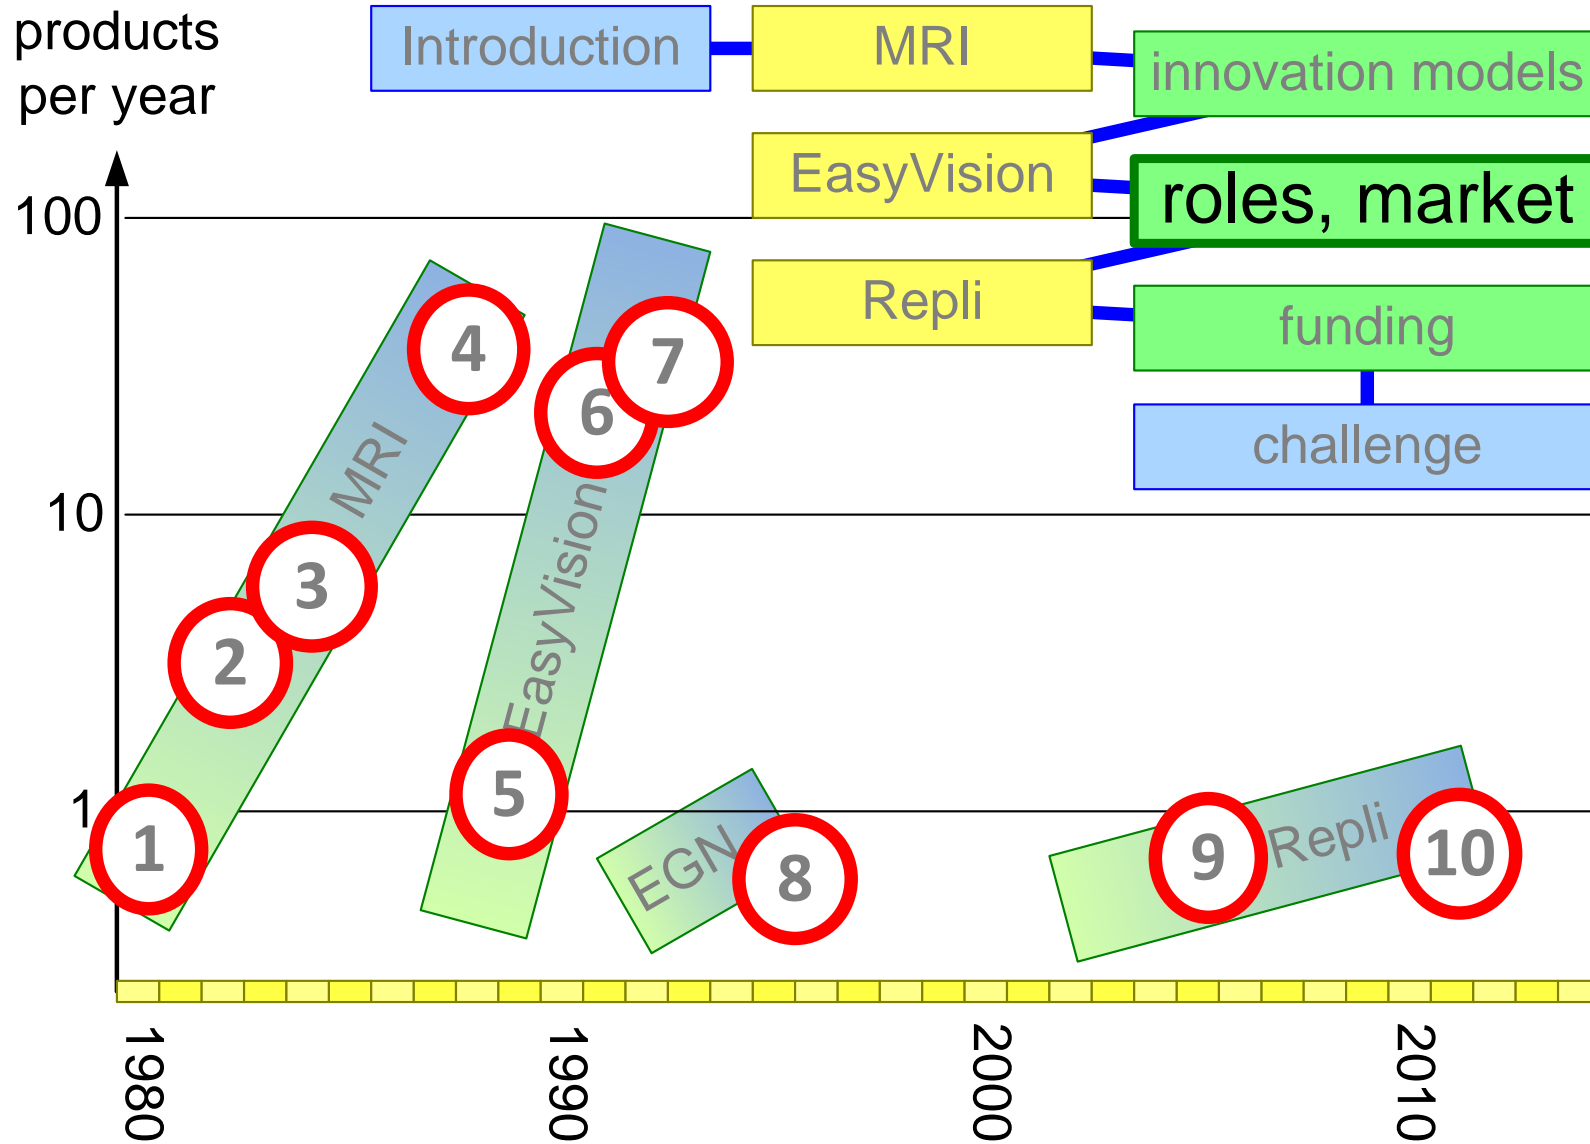 products
per year
Introduction
MRI
innovation models
EasyVision
roles, market
Repli
funding
challenge
100
10
1
MRI
EasyVision
EGN
Repli
1
2
3
4
5
6
7
8
9
10
1980
1990
2000
2010